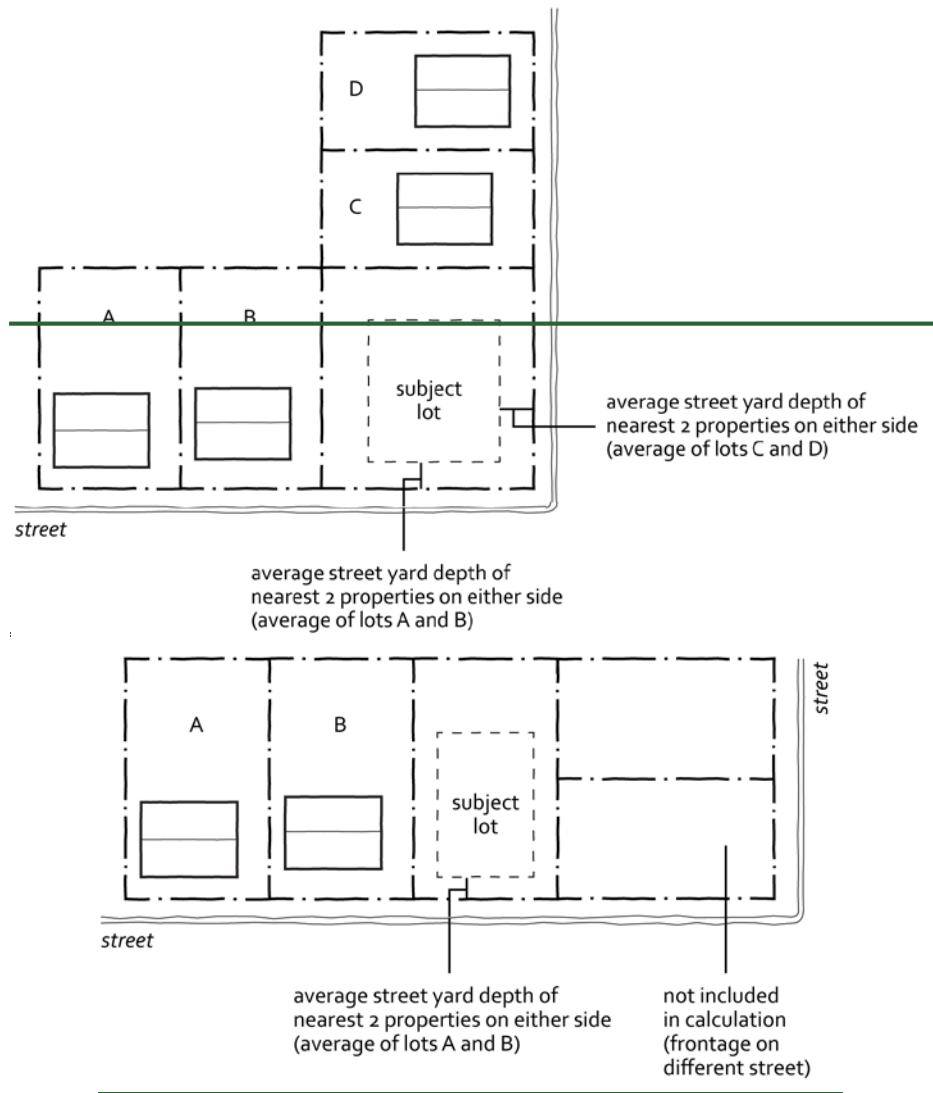 D
C
A
B
subject
lot
average street yard depth of
nearest 2 properties on either side
(average of lots C and D)
street
average street yard depth of
nearest 2 properties on either side
(average of lots A and B)
street
A
B
subject
lot
street
average street yard depth of
nearest 2 properties on either side
(average of lots A and B)
not included
in calculation
(frontage on
different street)